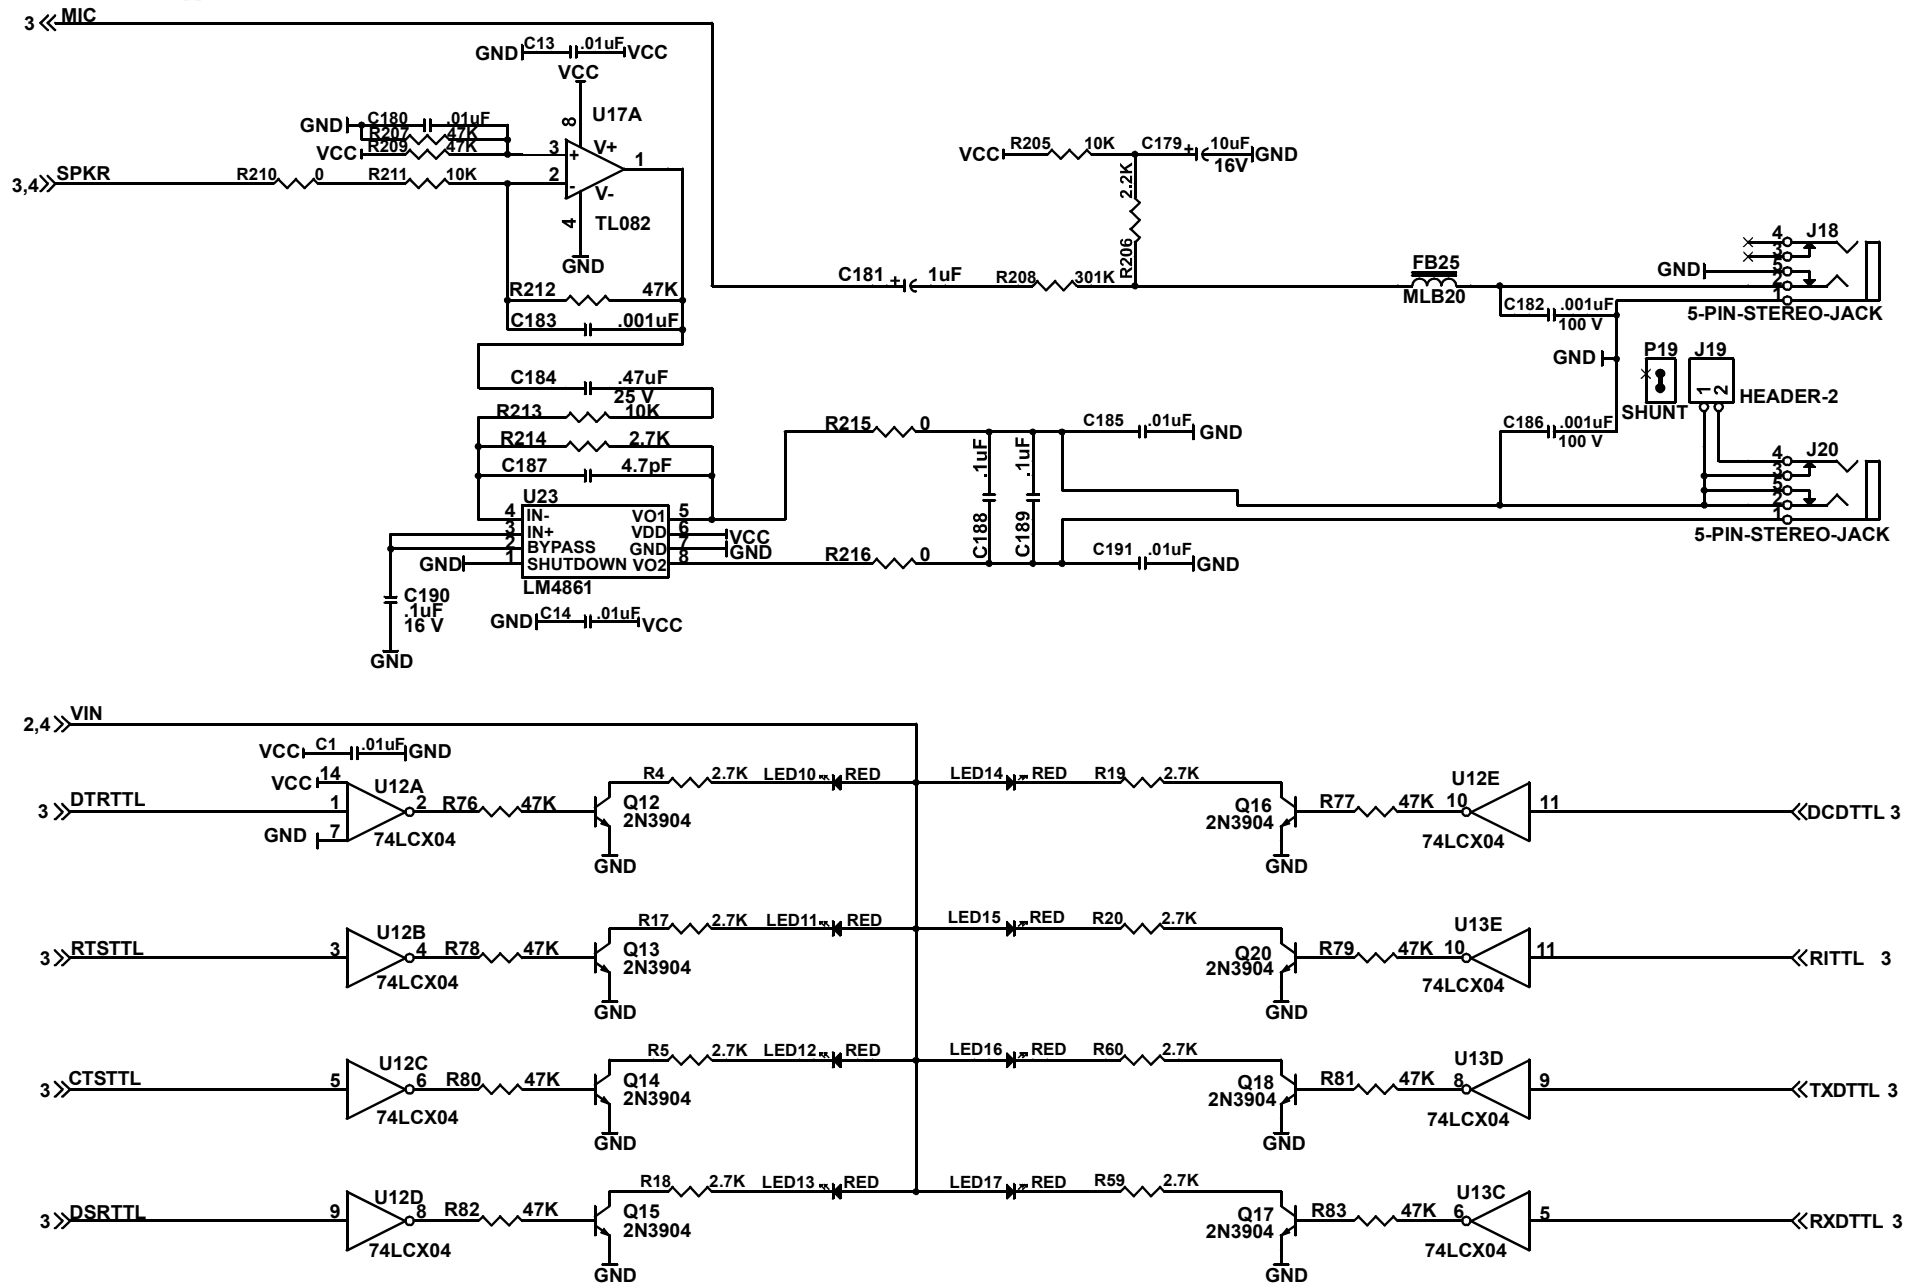 3 MIC
GND C13 .01uF VCC
VCC
U17A
8
GND C180 .01uF
R207 47K
VCC R209 47K
3 + V+
1
3,4 SPKR
R210 0 R211 10K
2 - V-
4
TL082
GND
R212 47K
C183 .001uF
C184 .47uF
25 V
R213 10K
R214 2.7K
C187 4.7pF
U23
4 IN- VO1 5
3 IN+ VDD 6 VCC
2 BYPASS GND 7 GND
GND 1 SHUTDOWN VO2 8
LM4861
C190
.1uF
16 V
GND
GND C14 .01uF VCC
VCC R205 10K C179 + 10uF GND
16V
2.2K
R206
C181 + 1uF R208 301K
FB25
MLB20
4 J18
3
GND 5
2
1
C182 .001uF
100 V
5-PIN-STEREO-JACK
GND
P19 J19
1 2
SHUNT HEADER-2
R215 0
C185 .01uF GND
C186 .001uF
100 V
.1uF .1uF
C188 C189
4 J20
3
5
2
1
5-PIN-STEREO-JACK
R216 0
C191 .01uF GND
2,4 VIN
VCC C1 .01uF GND
VCC 14
U12A
3 DTRTTL 1 2 R76 47K
GND 7
74LCX04
Q12
2N3904
GND
R4 2.7K LED10 RED
LED14 RED R19 2.7K
Q16
2N3904
GND
R77 47K 10 U12E 11 DCDTTL 3
74LCX04
3 RTSTTL 3 U12B 4 R78 47K
74LCX04
Q13
2N3904
GND
R17 2.7K LED11 RED
LED15 RED R20 2.7K
Q20
2N3904
GND
R79 47K 10 U13E 11 RITTL 3
74LCX04
3 CTSTTL 5 U12C 6 R80 47K
74LCX04
Q14
2N3904
GND
R5 2.7K LED12 RED
LED16 RED R60 2.7K
Q18
2N3904
GND
R81 47K 8 U13D 9 TXDTTL 3
74LCX04
3 DSRTTL 9 U12D 8 R82 47K
74LCX04
Q15
2N3904
GND
R18 2.7K LED13 RED
LED17 RED R59 2.7K
Q17
2N3904
GND
R83 47K 6 U13C 5 RXDTTL 3
74LCX04